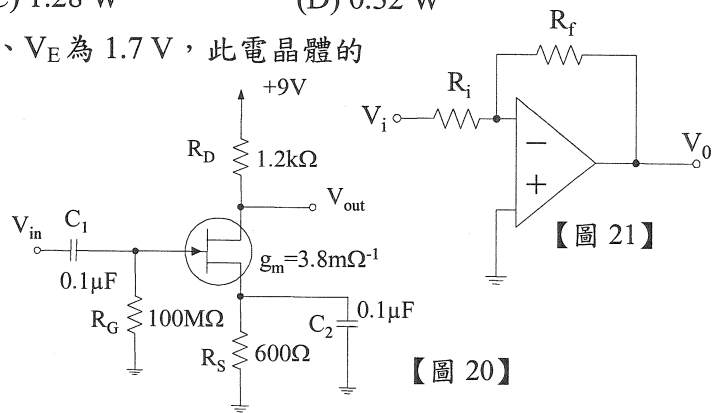 (C) 1.28 W (D) 0.32 W
、V_E 為 1.7 V,此電晶體的
+9V
R_D
1.2kΩ
V_out
V_in
C₁
0.1μF
g_m=3.8mΩ⁻¹
R_G
100MΩ
R_S
600Ω
C₂
0.1μF
【圖 20】
R_f
R_i
V_i
V_0
−
+
【圖 21】